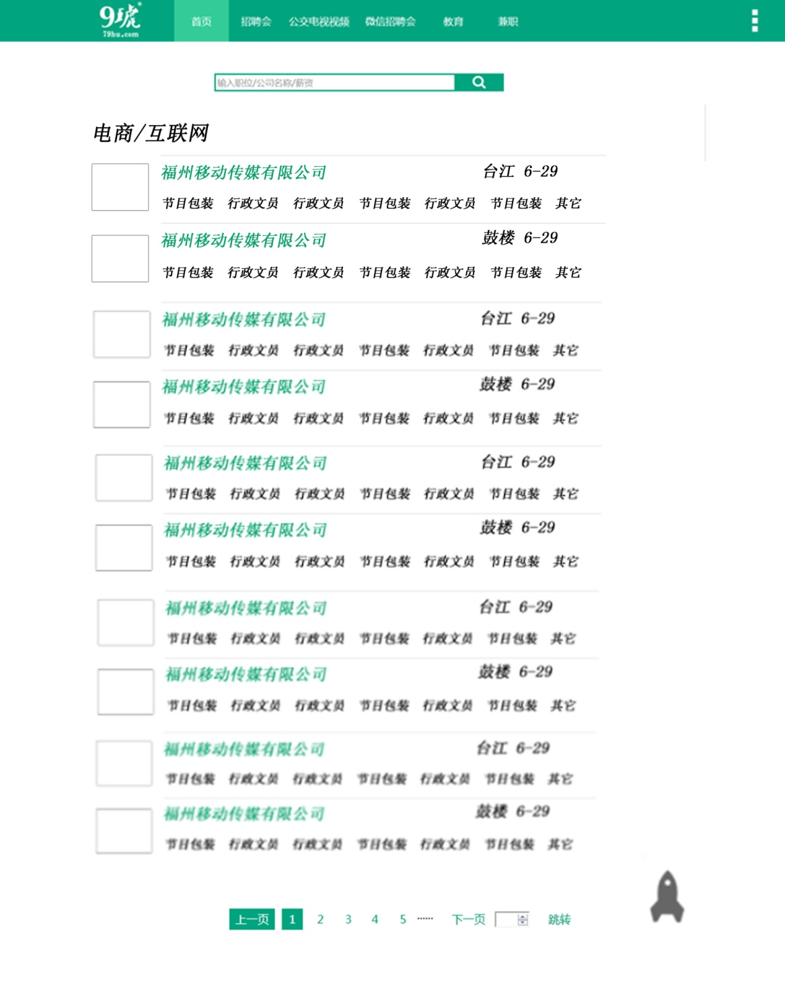 9琥
79hu.com
首页 招聘会 公交电视视频 微信招聘会 教育 兼职
输入职位/公司名称/薪资
电商/互联网
福州移动传媒有限公司 台江 6-29
节目包装 行政文员 行政文员 节目包装 行政文员 节目包装 其它
福州移动传媒有限公司 鼓楼 6-29
节目包装 行政文员 行政文员 节目包装 行政文员 节目包装 其它
福州移动传媒有限公司 台江 6-29
节目包装 行政文员 行政文员 节目包装 行政文员 节目包装 其它
福州移动传媒有限公司 鼓楼 6-29
节目包装 行政文员 行政文员 节目包装 行政文员 节目包装 其它
福州移动传媒有限公司 台江 6-29
节目包装 行政文员 行政文员 节目包装 行政文员 节目包装 其它
福州移动传媒有限公司 鼓楼 6-29
节目包装 行政文员 行政文员 节目包装 行政文员 节目包装 其它
福州移动传媒有限公司 台江 6-29
节目包装 行政文员 行政文员 节目包装 行政文员 节目包装 其它
福州移动传媒有限公司 鼓楼 6-29
节目包装 行政文员 行政文员 节目包装 行政文员 节目包装 其它
福州移动传媒有限公司 台江 6-29
节目包装 行政文员 行政文员 节目包装 行政文员 节目包装 其它
福州移动传媒有限公司 鼓楼 6-29
节目包装 行政文员 行政文员 节目包装 行政文员 节目包装 其它
上一页 1 2 3 4 5 ······ 下一页 跳转